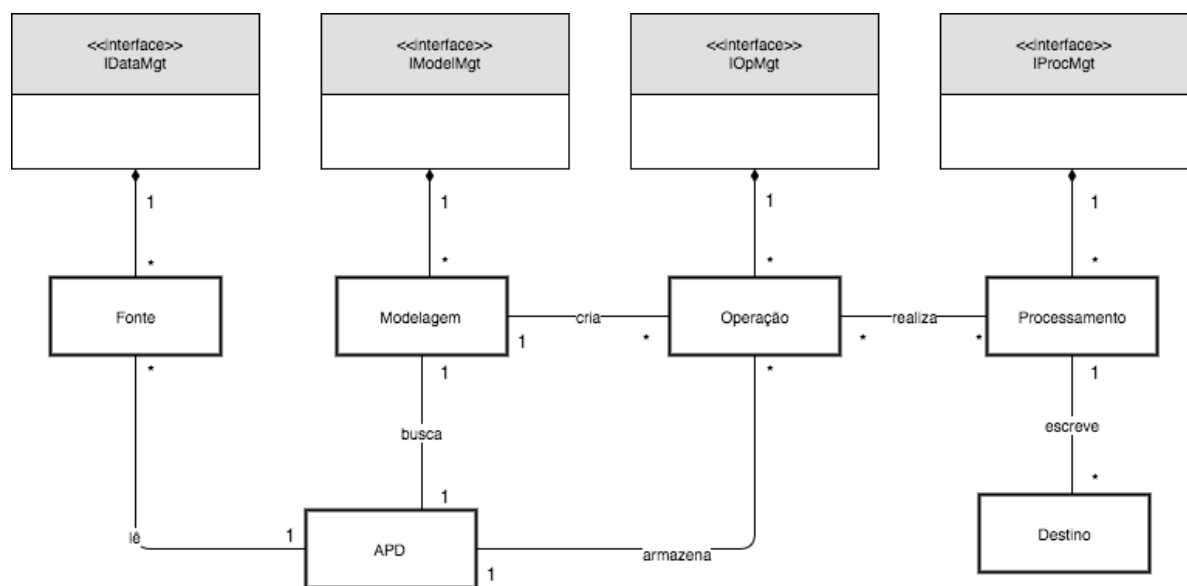 <<interface>>
IDataMgt
<<interface>>
IModelMgt
<<interface>>
IOpMgt
<<interface>>
IProcMgt
1
1
1
1
*
*
*
*
Fonte
Modelagem
cria
Operação
realiza
Processamento
1
*
*
*
*
1
*
1
busca
escreve
1
*
lê
1
APD
1
armazena
Destino